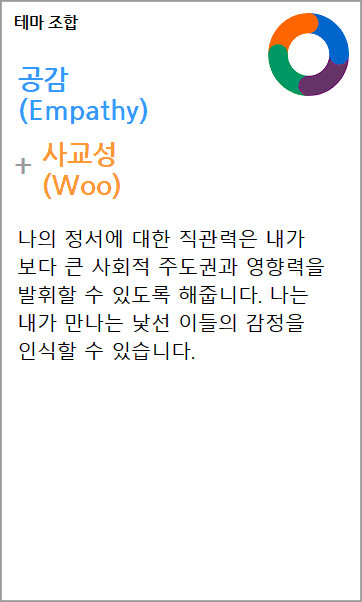 테마 조합
공감
(Empathy)
+ 사교성
(Woo)
나의 정서에 대한 직관력은 내가
보다 큰 사회적 주도권과 영향력을
발휘할 수 있도록 해줍니다. 나는
내가 만나는 낯선 이들의 감정을
인식할 수 있습니다.